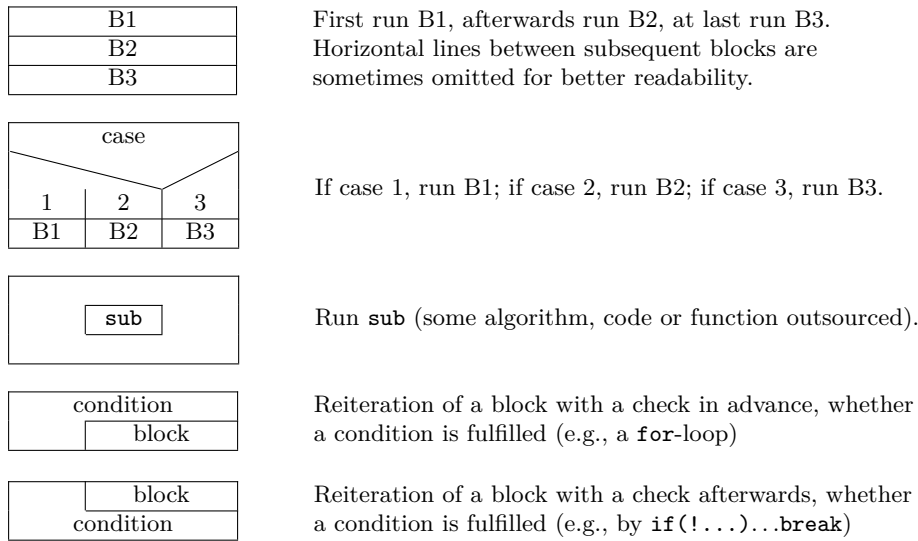 B1
B2
B3
First run B1, afterwards run B2, at last run B3.
Horizontal lines between subsequent blocks are
sometimes omitted for better readability.
case
1 2 3
B1 B2 B3
If case 1, run B1; if case 2, run B2; if case 3, run B3.
sub
Run sub (some algorithm, code or function outsourced).
condition
block
Reiteration of a block with a check in advance, whether
a condition is fulfilled (e.g., a for-loop)
block
condition
Reiteration of a block with a check afterwards, whether
a condition is fulfilled (e.g., by if(!...)...break)